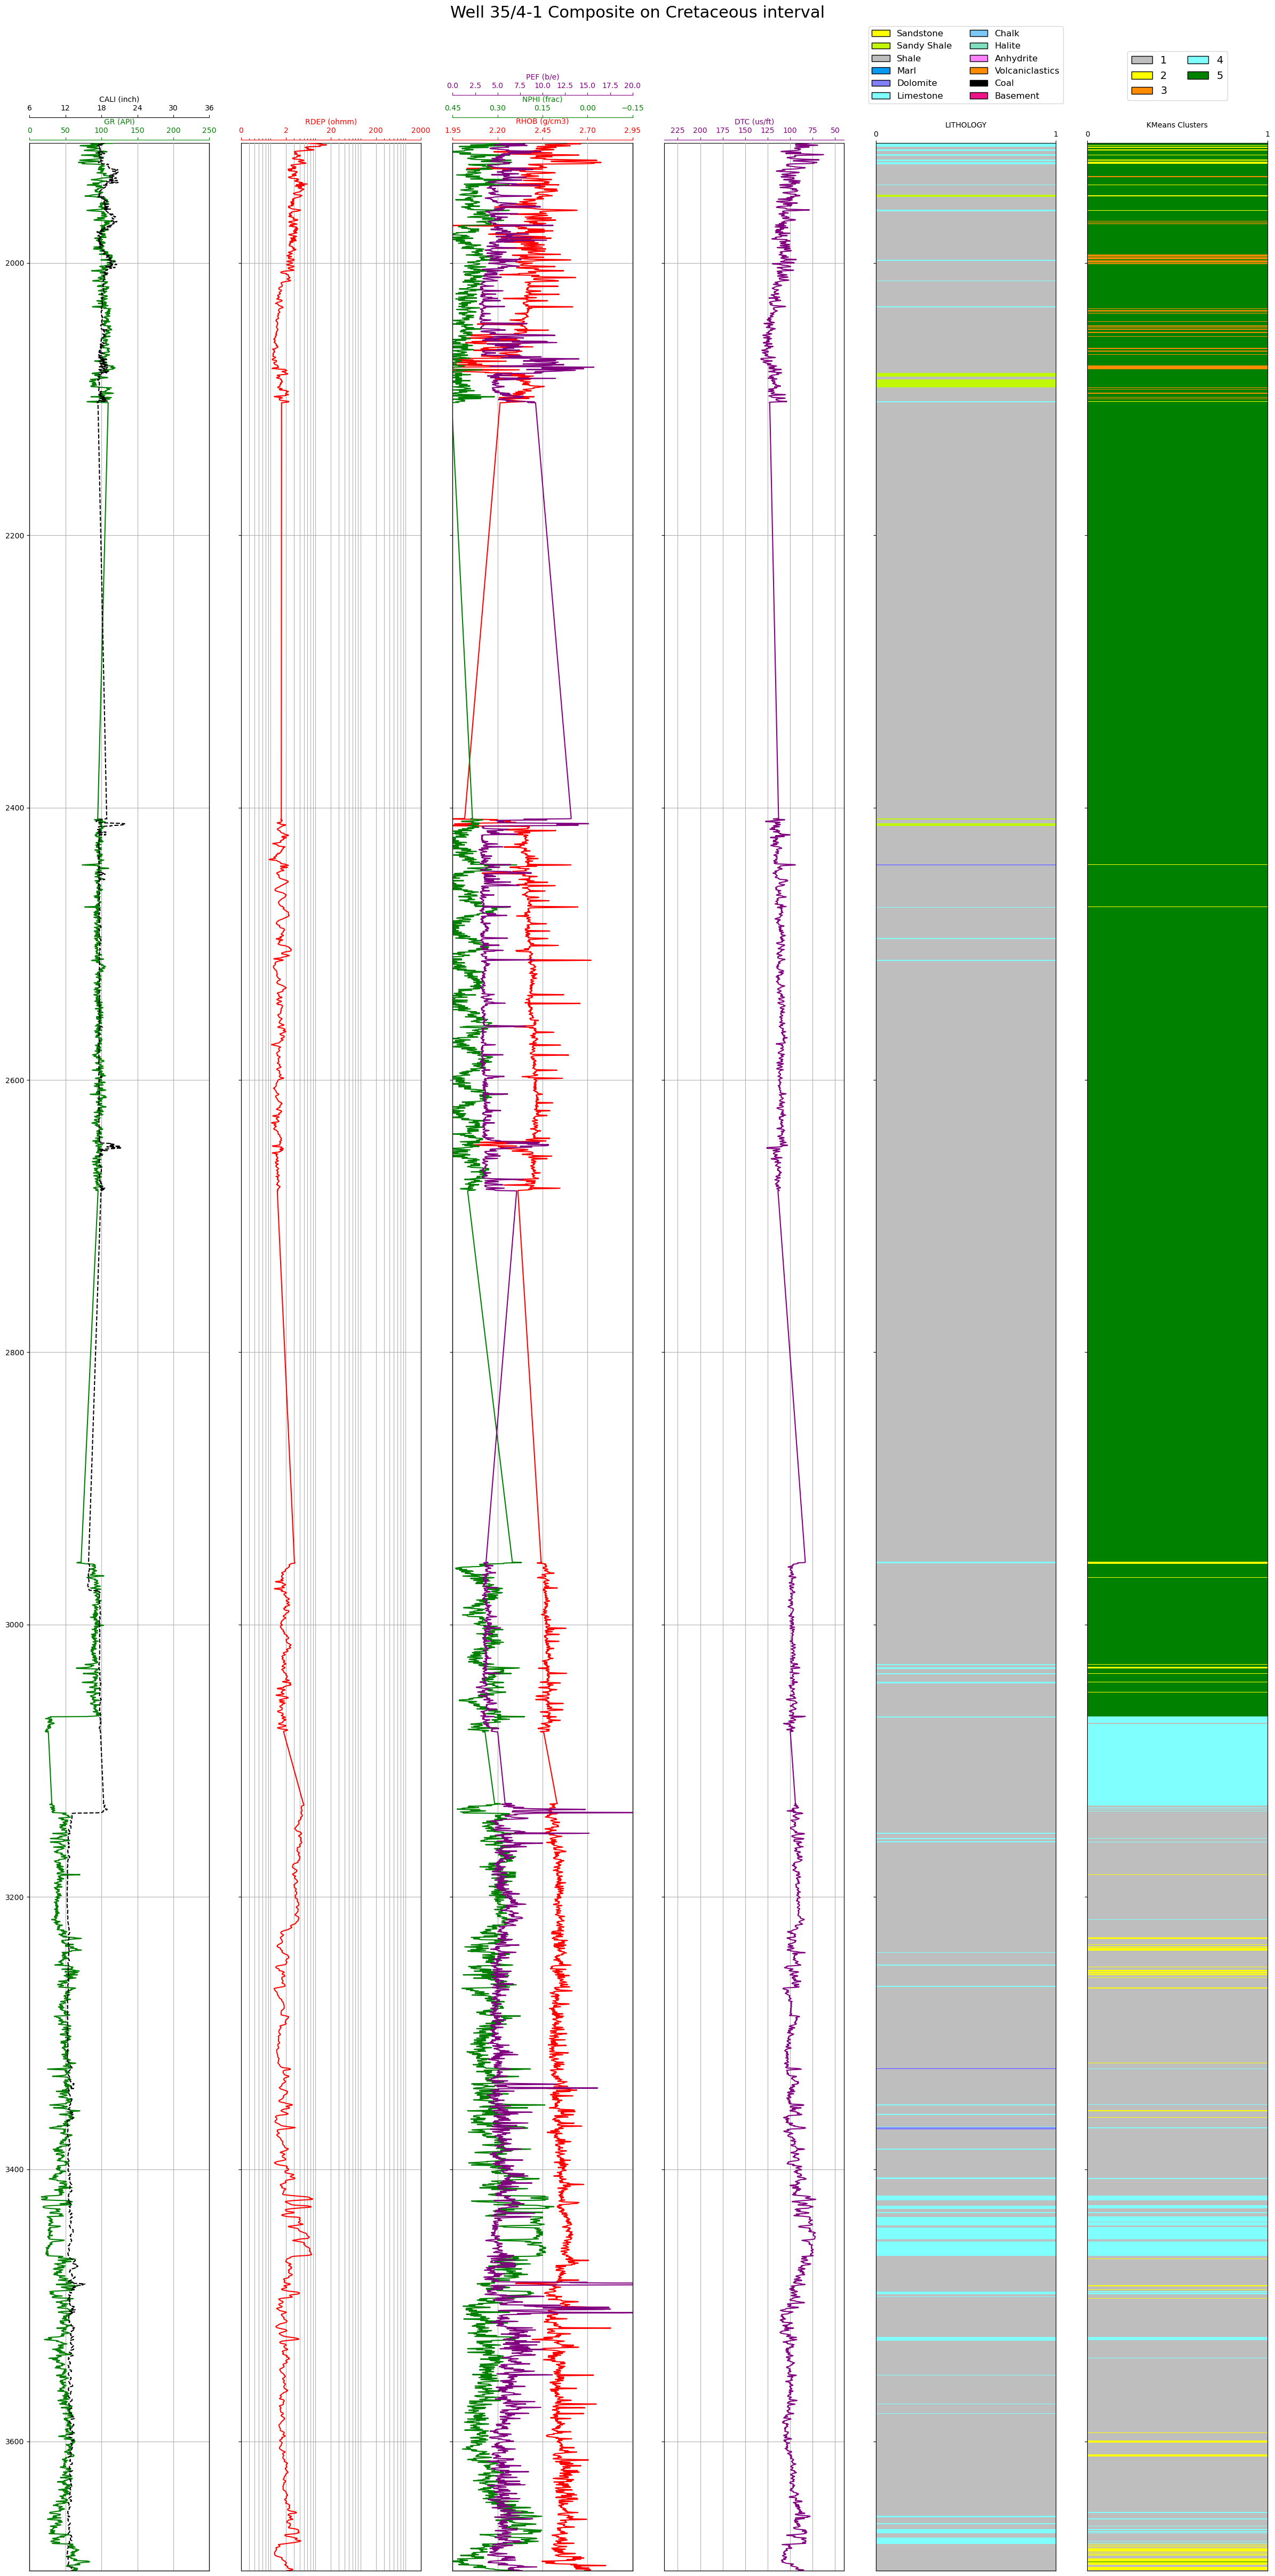 Well 35/4-1 Composite on Cretaceous interval
Sandstone
Sandy Shale
Shale
Marl
Dolomite
Limestone
Chalk
Halite
Anhydrite
Volcaniclastics
Coal
Basement
1
2
3
4
5
PEF (b/e)
0.0 2.5 5.0 7.5 10.0 12.5 15.0 17.5 20.0
CALI (inch)
6 12 18 24 30 36
NPHI (frac)
0.45 0.30 0.15 0.00 −0.15
GR (API)
0 50 100 150 200 250
RDEP (ohmm)
0 2 20 200 2000
RHOB (g/cm3)
1.95 2.20 2.45 2.70 2.95
DTC (us/ft)
225 200 175 150 125 100 75 50
LITHOLOGY
0 1
KMeans Clusters
0 1
2000
2200
2400
2600
2800
3000
3200
3400
3600